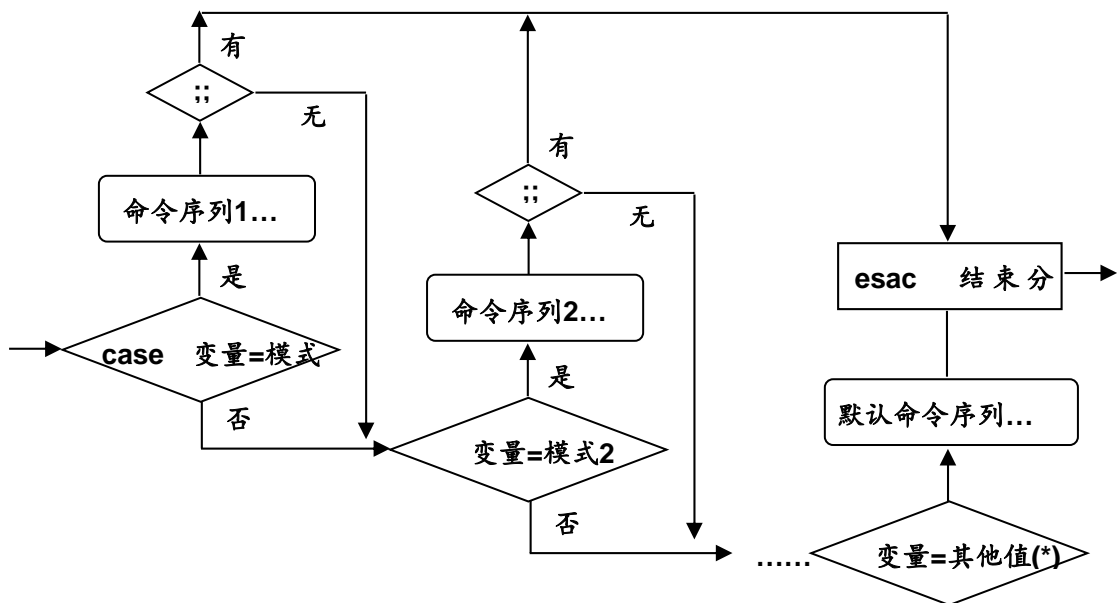 有
;;
无
命令序列1…
是
case 变量=模式
否
有
;;
无
命令序列2…
是
变量=模式2
否
……
esac 结束分
默认命令序列…
变量=其他值(*)